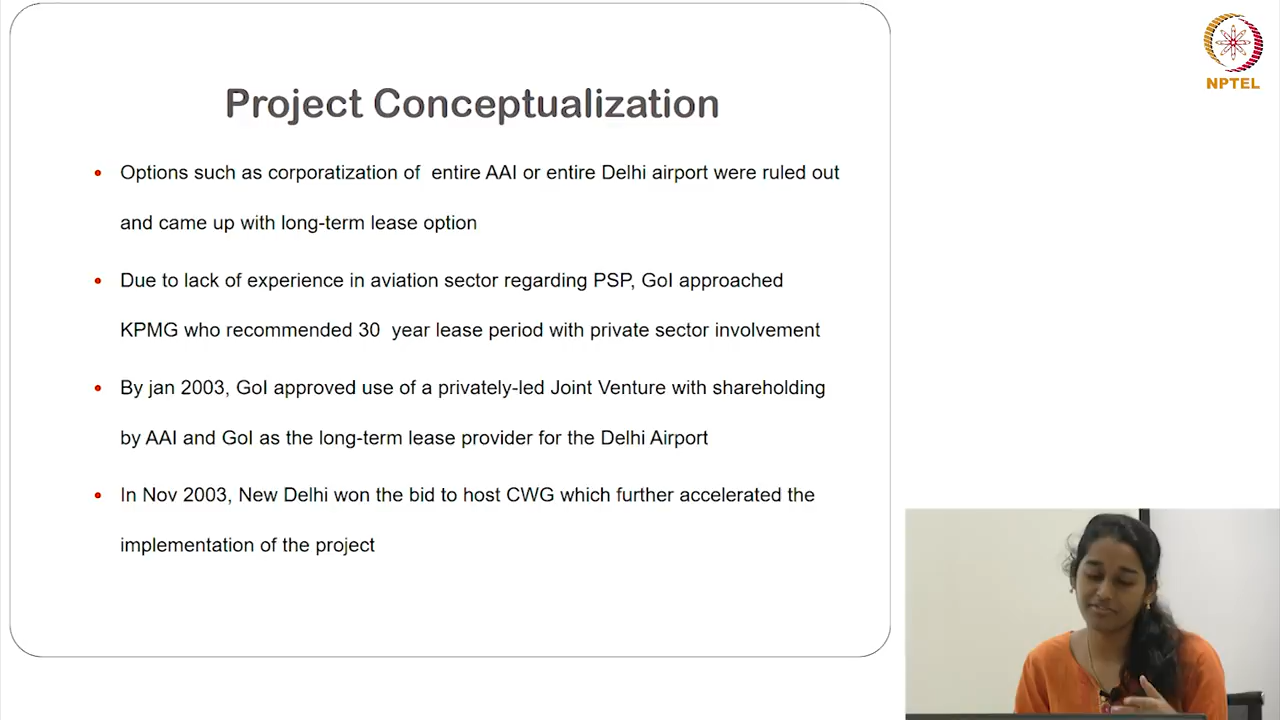 NPTEL
Project Conceptualization
• Options such as corporatization of entire AAI or entire Delhi airport were ruled out
and came up with long-term lease option
• Due to lack of experience in aviation sector regarding PSP, GoI approached
KPMG who recommended 30 year lease period with private sector involvement
• By jan 2003, GoI approved use of a privately-led Joint Venture with shareholding
by AAI and GoI as the long-term lease provider for the Delhi Airport
• In Nov 2003, New Delhi won the bid to host CWG which further accelerated the
implementation of the project